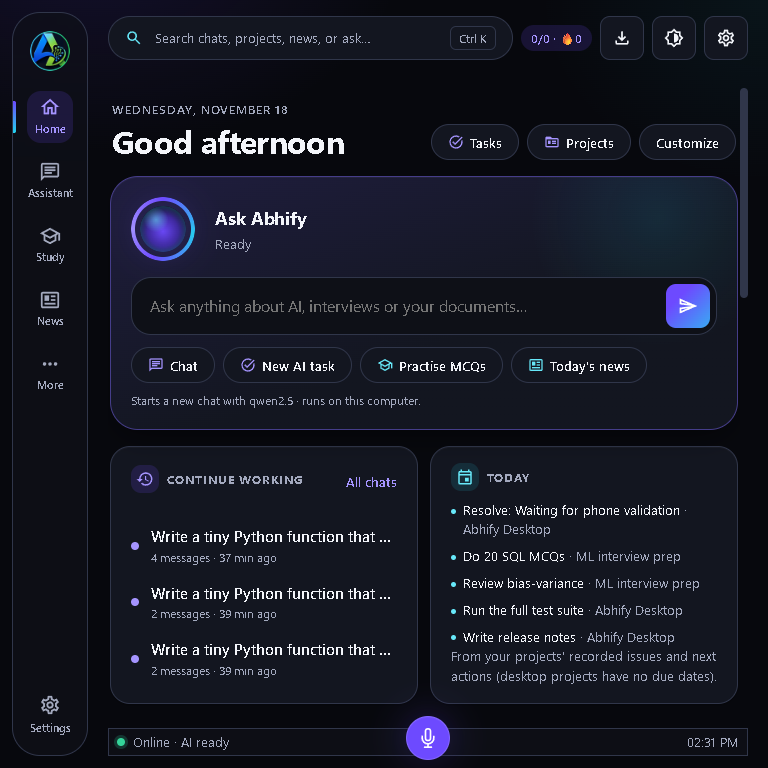 Search chats, projects, news, or ask...
Ctrl K
0/0 · 🔥 0
Home
Assistant
Study
News
More
Settings
WEDNESDAY, NOVEMBER 18
Good afternoon
Tasks
Projects
Customize
Ask Abhify
Ready
Ask anything about AI, interviews or your documents...
Chat
New AI task
Practise MCQs
Today's news
Starts a new chat with qwen2.5 · runs on this computer.
CONTINUE WORKING
All chats
Write a tiny Python function that ...
4 messages · 37 min ago
Write a tiny Python function that ...
2 messages · 39 min ago
Write a tiny Python function that ...
2 messages · 39 min ago
TODAY
Resolve: Waiting for phone validation ·
Abhify Desktop
Do 20 SQL MCQs · ML interview prep
Review bias-variance · ML interview prep
Run the full test suite · Abhify Desktop
Write release notes · Abhify Desktop
From your projects' recorded issues and next
actions (desktop projects have no due dates).
Online · AI ready
02:31 PM